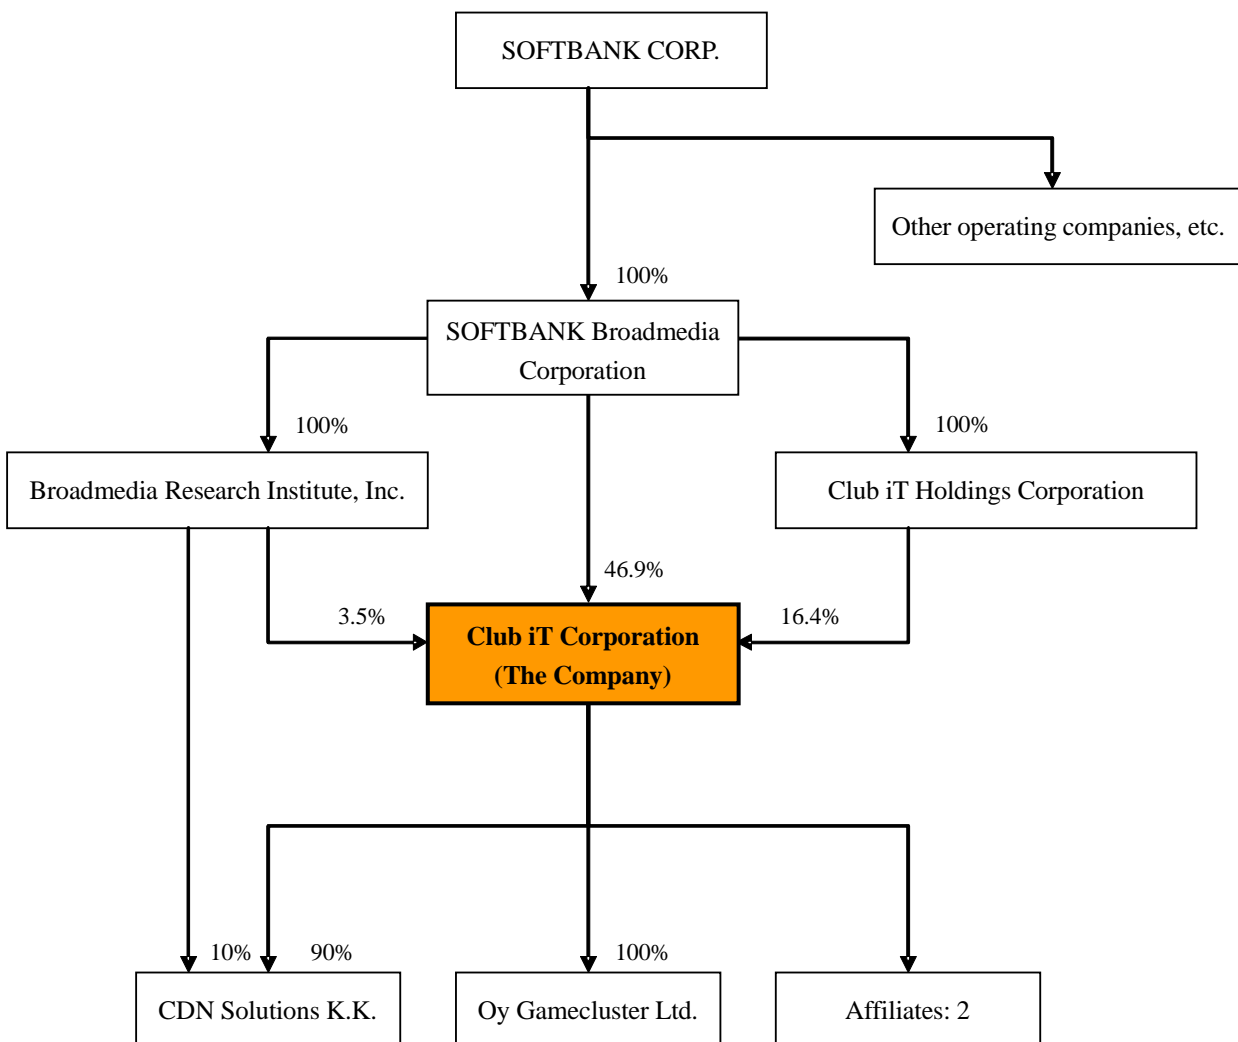 SOFTBANK CORP.
Other operating companies, etc.
100%
SOFTBANK Broadmedia
Corporation
100%
100%
Broadmedia Research Institute, Inc.
Club iT Holdings Corporation
46.9%
3.5%
16.4%
Club iT Corporation
(The Company)
10%
90%
100%
CDN Solutions K.K.
Oy Gamecluster Ltd.
Affiliates: 2